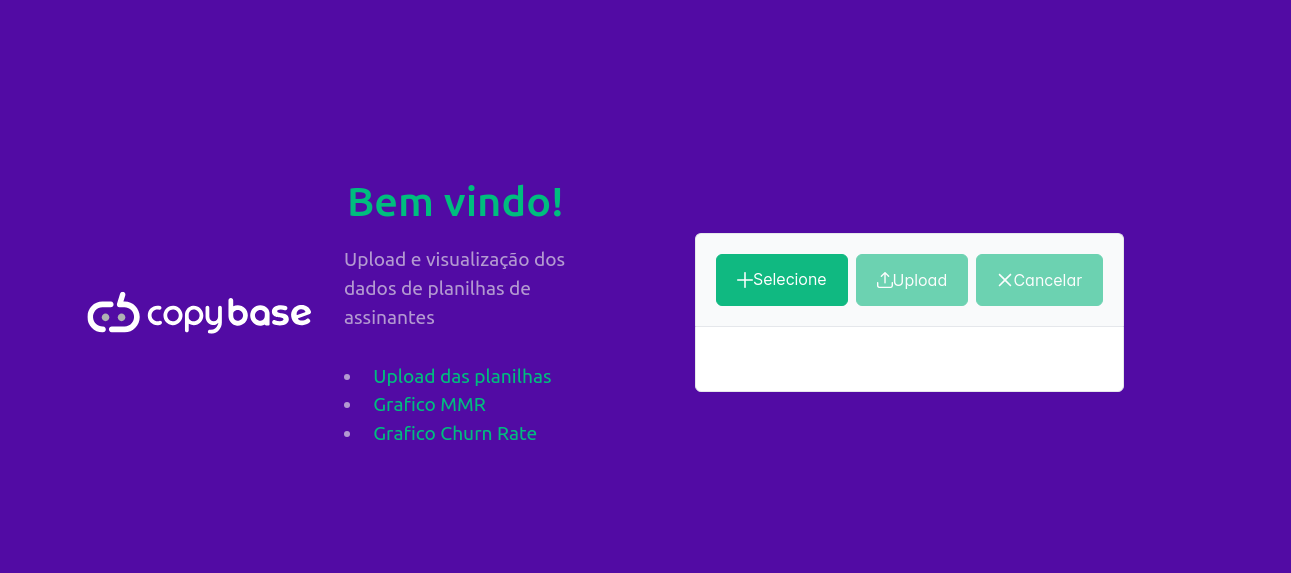 copybase
Bem vindo!
Upload e visualização dos
dados de planilhas de
assinantes
Upload das planilhas
Grafico MMR
Grafico Churn Rate
Selecione
Upload
Cancelar